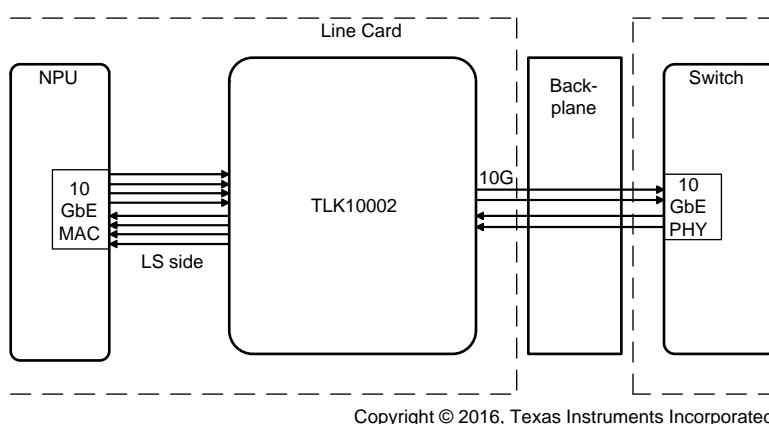 Line Card
NPU
Back-
plane
Switch
10
GbE
MAC
TLK10002
10G
10
GbE
PHY
LS side
Copyright © 2016, Texas Instruments Incorporated